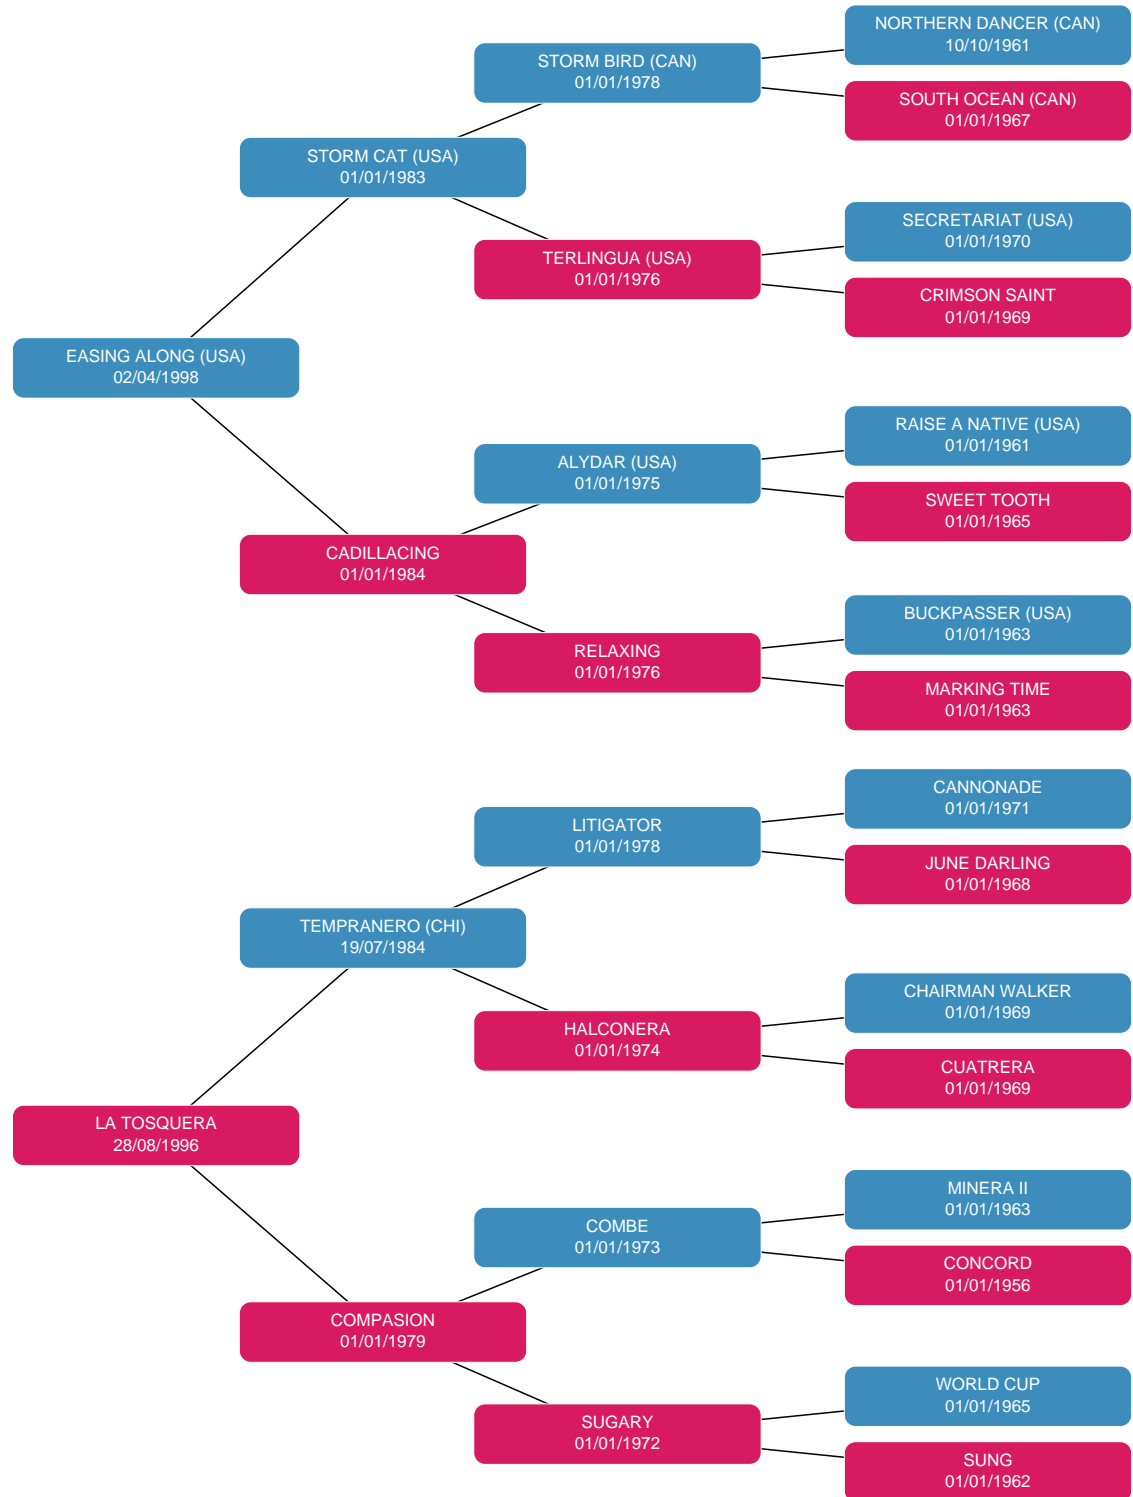 NORTHERN DANCER (CAN)
10/10/1961
STORM BIRD (CAN)
01/01/1978
SOUTH OCEAN (CAN)
01/01/1967
STORM CAT (USA)
01/01/1983
SECRETARIAT (USA)
01/01/1970
TERLINGUA (USA)
01/01/1976
CRIMSON SAINT
01/01/1969
EASING ALONG (USA)
02/04/1998
RAISE A NATIVE (USA)
01/01/1961
ALYDAR (USA)
01/01/1975
SWEET TOOTH
01/01/1965
CADILLACING
01/01/1984
BUCKPASSER (USA)
01/01/1963
RELAXING
01/01/1976
MARKING TIME
01/01/1963
CANNONADE
01/01/1971
LITIGATOR
01/01/1978
JUNE DARLING
01/01/1968
TEMPRANERO (CHI)
19/07/1984
CHAIRMAN WALKER
01/01/1969
HALCONERA
01/01/1974
CUATRERA
01/01/1969
LA TOSQUERA
28/08/1996
MINERA II
01/01/1963
COMBE
01/01/1973
CONCORD
01/01/1956
COMPASION
01/01/1979
WORLD CUP
01/01/1965
SUGARY
01/01/1972
SUNG
01/01/1962